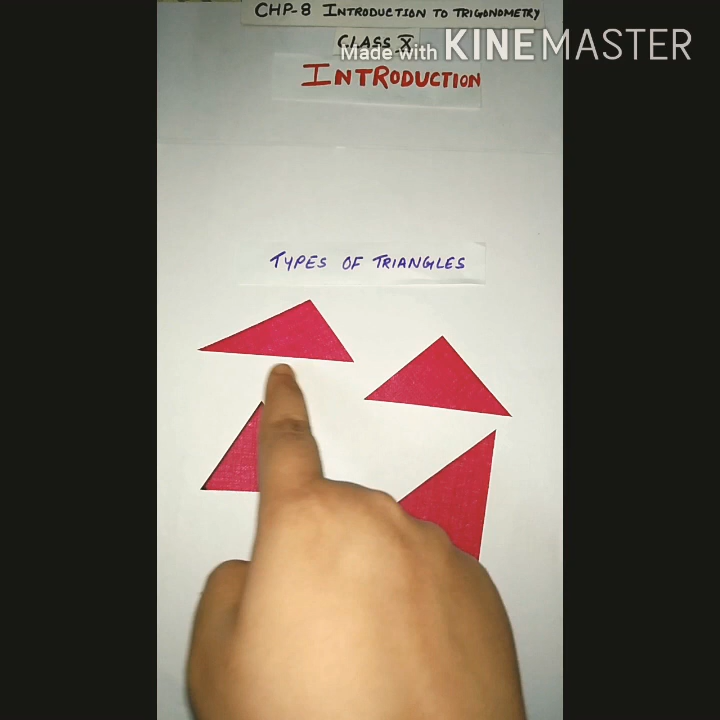 CHP-8 INTRODUCTION TO TRIGONOMETRY
CLASS X
Made with KINEMASTER
INTRODUCTION
TYPES OF TRIANGLES